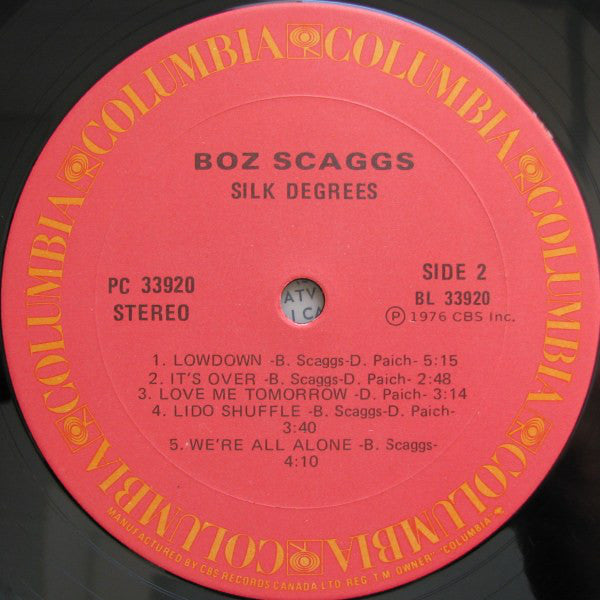 COLUMBIA COLUMBIA COLUMBIA COLUMBIA COLUMBIA COLUMBIA
BOZ SCAGGS
SILK DEGREES
PC 33920
STEREO
SIDE 2
BL 33920
Ⓟ 1976 CBS Inc.
ATV
I CA
1. LOWDOWN -B. Scaggs-D. Paich- 5:15
2. IT'S OVER -B. Scaggs-D. Paich- 2:48
3. LOVE ME TOMORROW -D. Paich- 3:14
4. LIDO SHUFFLE -B. Scaggs-D. Paich-
3:40
5. WE'RE ALL ALONE -B. Scaggs-
4:10
MANUFACTURED BY CBS RECORDS CANADA LTD REG T M OWNER "COLUMBIA"